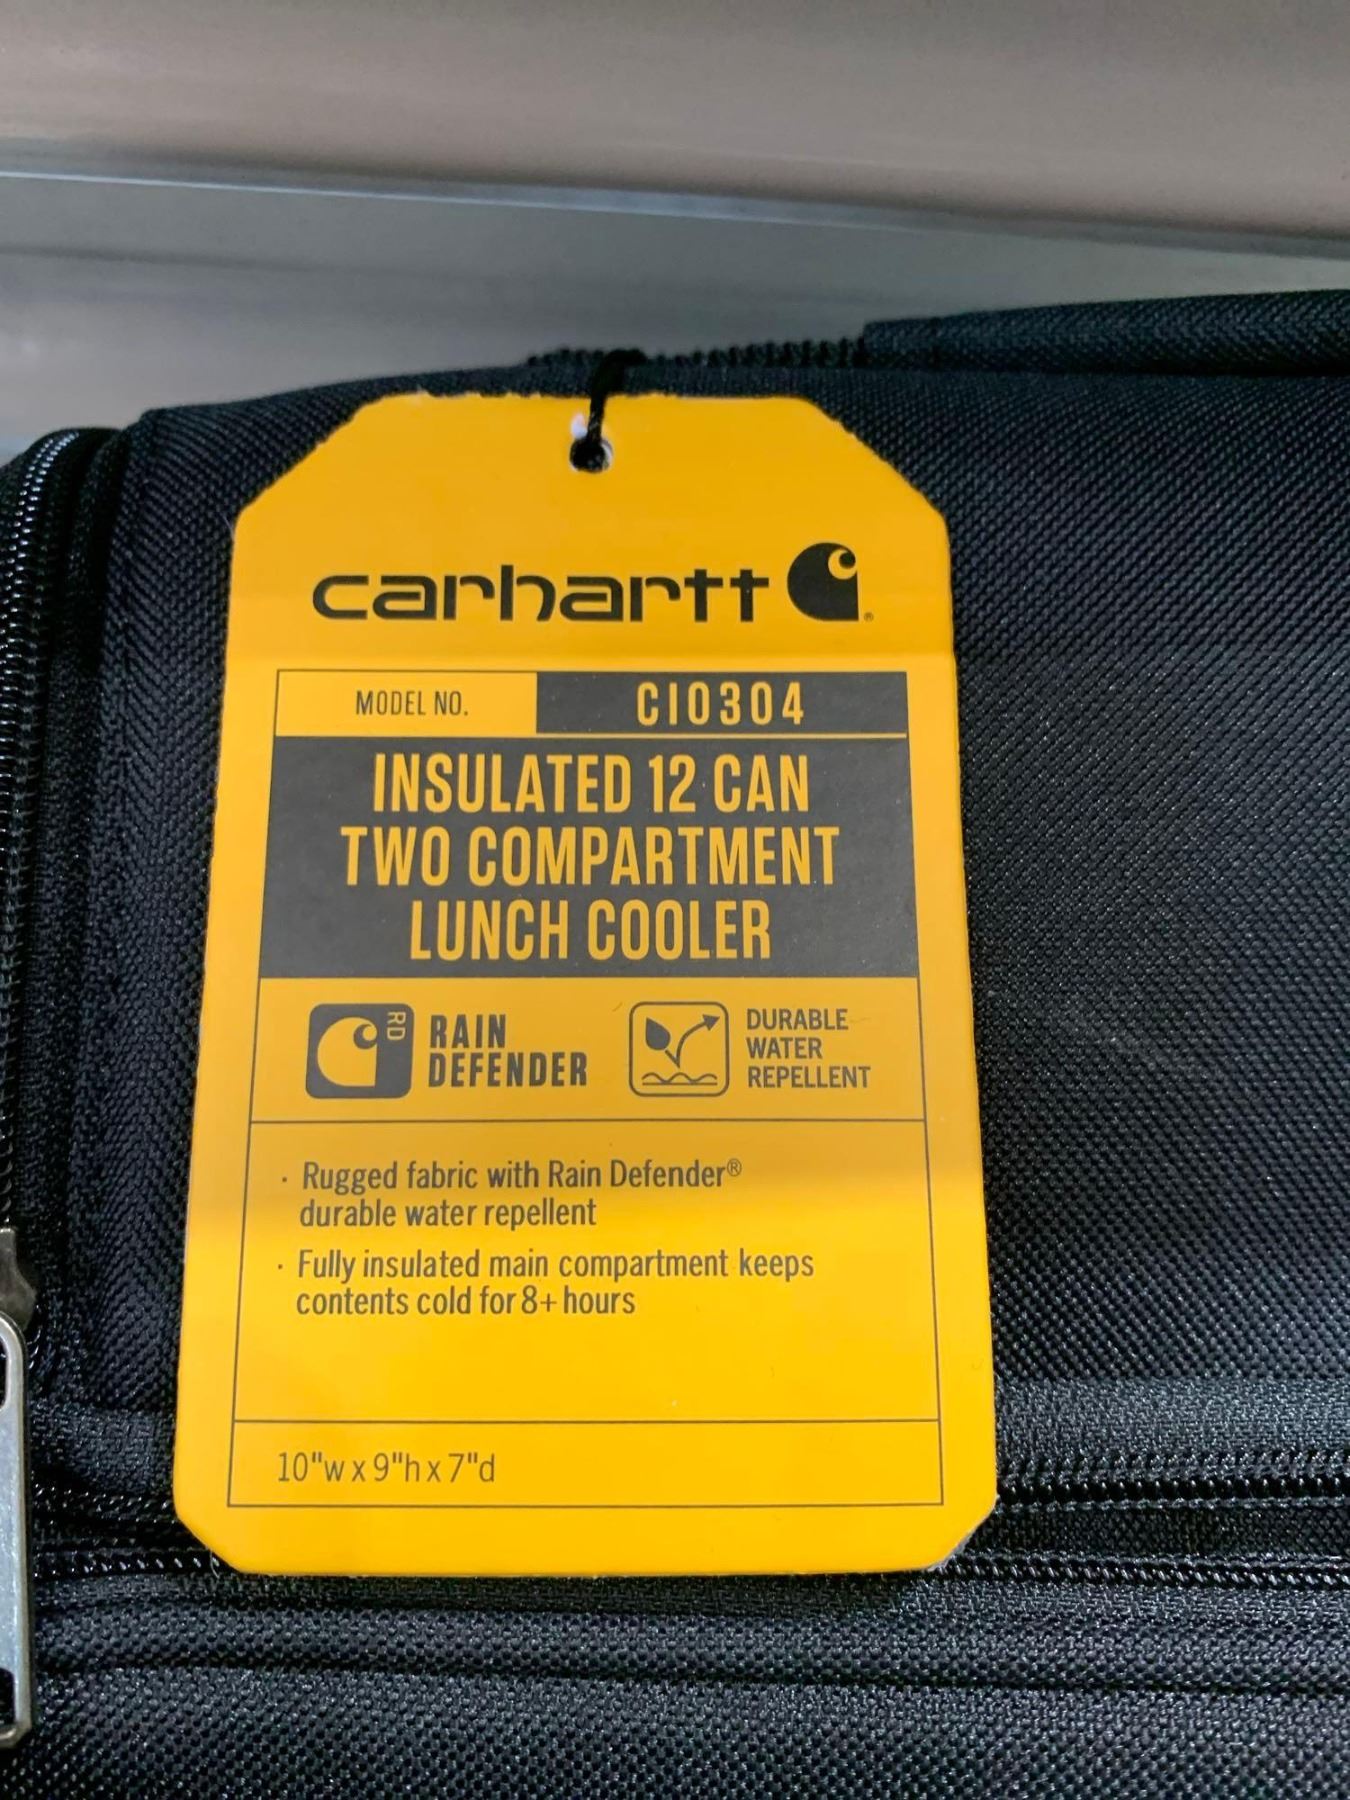 carhartt
MODEL NO. CI0304
INSULATED 12 CAN
TWO COMPARTMENT
LUNCH COOLER
RD
RAIN
DEFENDER
DURABLE
WATER
REPELLENT
· Rugged fabric with Rain Defender®
durable water repellent
· Fully insulated main compartment keeps
contents cold for 8+ hours
10"w x 9"h x 7"d